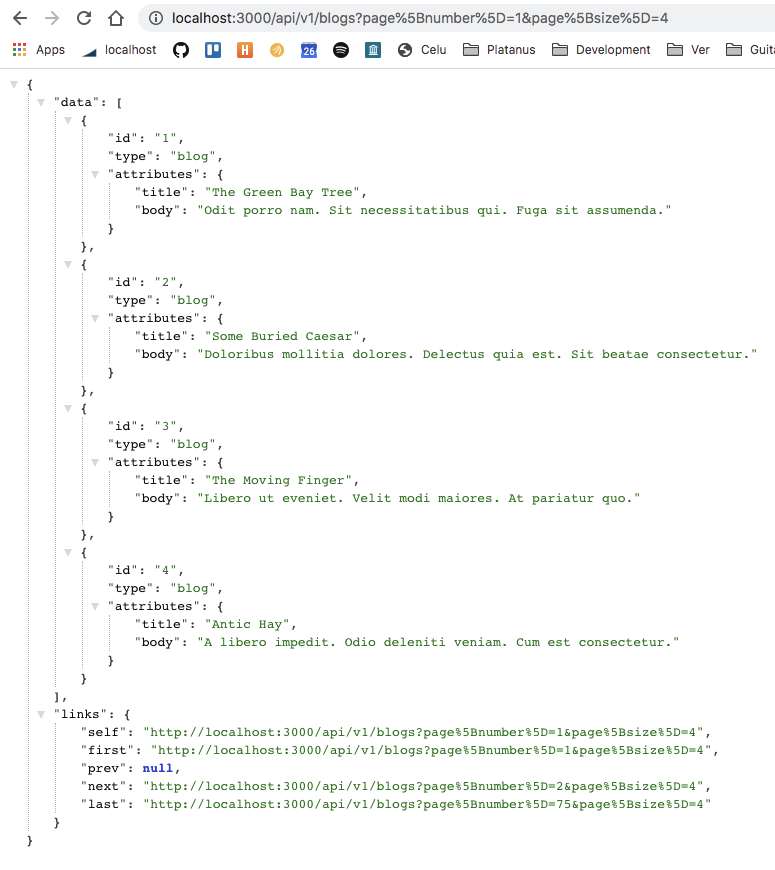 localhost:3000/api/v1/blogs?page%5Bnumber%5D=1&page%5Bsize%5D=4
Apps localhost H 26 Celu Platanus Development Ver Guita
{
"data": [
{
"id": "1",
"type": "blog",
"attributes": {
"title": "The Green Bay Tree",
"body": "Odit porro nam. Sit necessitatibus qui. Fuga sit assumenda."
}
},
{
"id": "2",
"type": "blog",
"attributes": {
"title": "Some Buried Caesar",
"body": "Doloribus mollitia dolores. Delectus quia est. Sit beatae consectetur."
}
},
{
"id": "3",
"type": "blog",
"attributes": {
"title": "The Moving Finger",
"body": "Libero ut eveniet. Velit modi maiores. At pariatur quo."
}
},
{
"id": "4",
"type": "blog",
"attributes": {
"title": "Antic Hay",
"body": "A libero impedit. Odio deleniti veniam. Cum est consectetur."
}
}
],
"links": {
"self": "http://localhost:3000/api/v1/blogs?page%5Bnumber%5D=1&page%5Bsize%5D=4",
"first": "http://localhost:3000/api/v1/blogs?page%5Bnumber%5D=1&page%5Bsize%5D=4",
"prev": null,
"next": "http://localhost:3000/api/v1/blogs?page%5Bnumber%5D=2&page%5Bsize%5D=4",
"last": "http://localhost:3000/api/v1/blogs?page%5Bnumber%5D=75&page%5Bsize%5D=4"
}
}